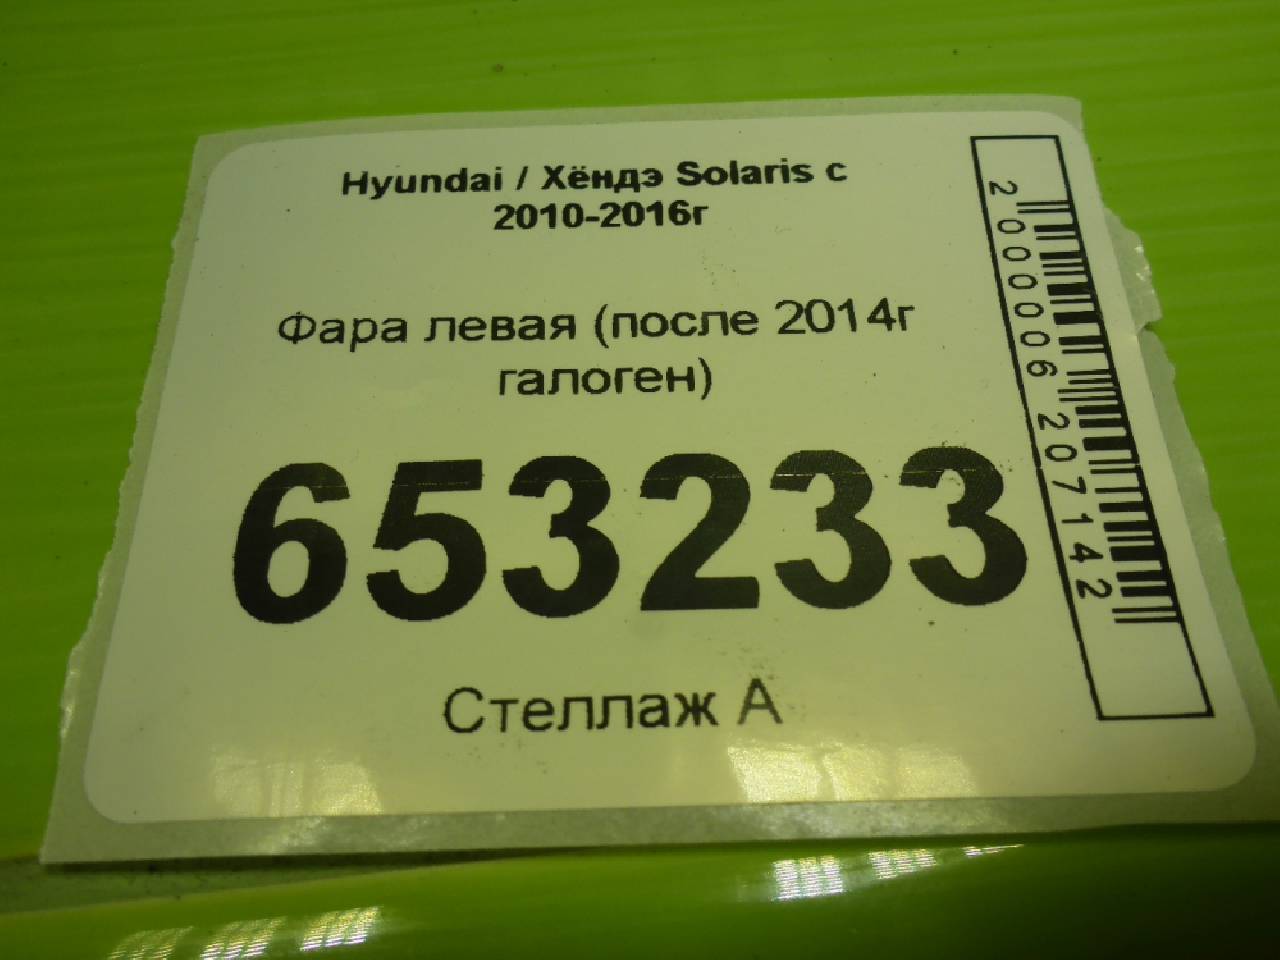 Hyundai / Хёндэ Solaris с
2010-2016г
Фара левая (после 2014г
галоген)
653233
Стеллаж А
2000006207142